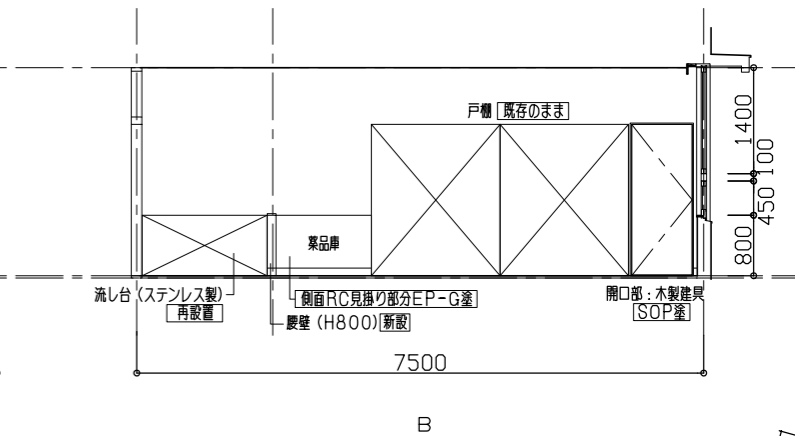 戸棚 既存のまま
1400
100
450
800
薬品庫
流し台 (ステンレス製)
再設置
側面RC見掛り部分EP-G塗
腰壁 (H800) 新設
開口部：木製建具
SOP塗
7500
B